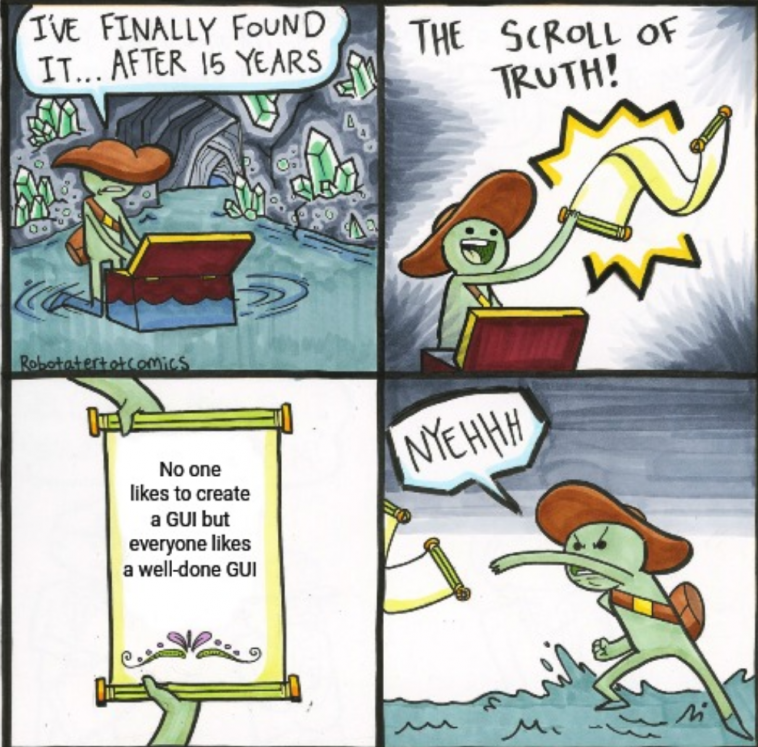 I'VE FINALLY FOUND
IT... AFTER 15 YEARS
THE SCROLL OF
TRUTH!
Robotatertotcomics
No one
likes to create
a GUI but
everyone likes
a well-done GUI
NYEHHH